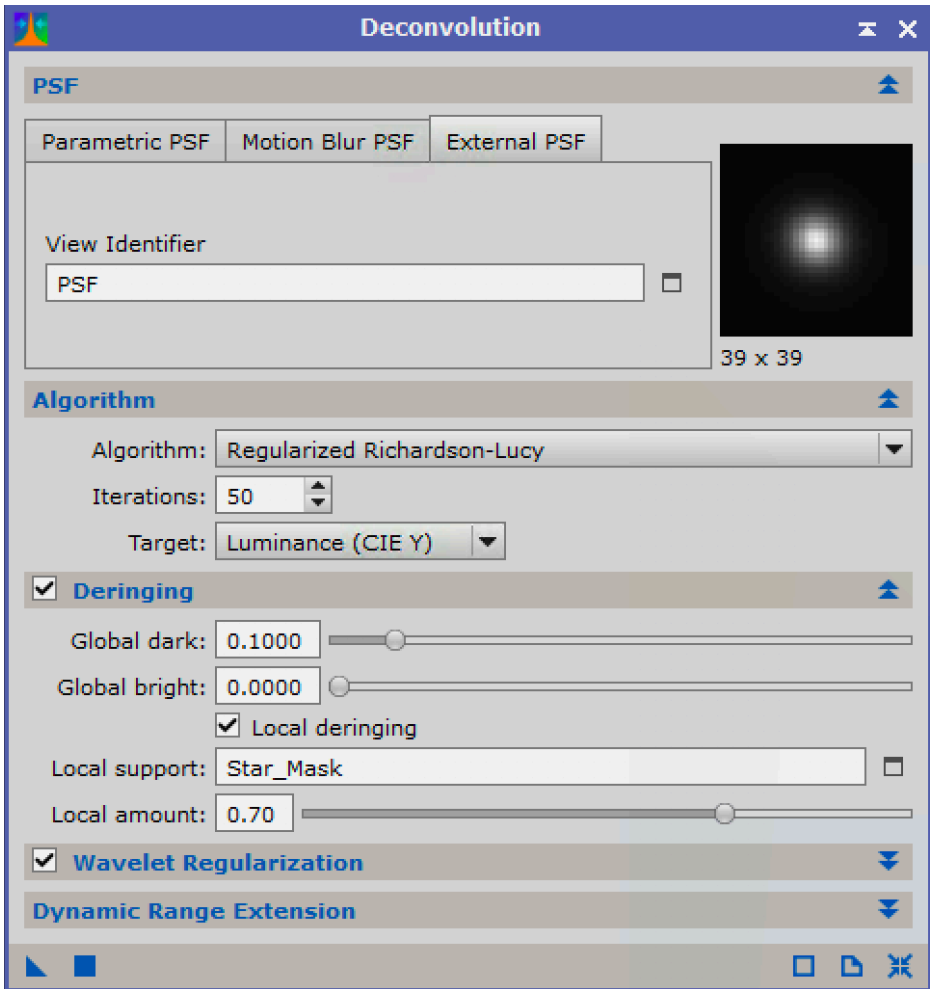 Deconvolution
PSF
Parametric PSF Motion Blur PSF External PSF
View Identifier
PSF
39 x 39
Algorithm
Algorithm: Regularized Richardson-Lucy
Iterations: 50
Target: Luminance (CIE Y)
Deringing
Global dark: 0.1000
Global bright: 0.0000
Local deringing
Local support: Star_Mask
Local amount: 0.70
Wavelet Regularization
Dynamic Range Extension